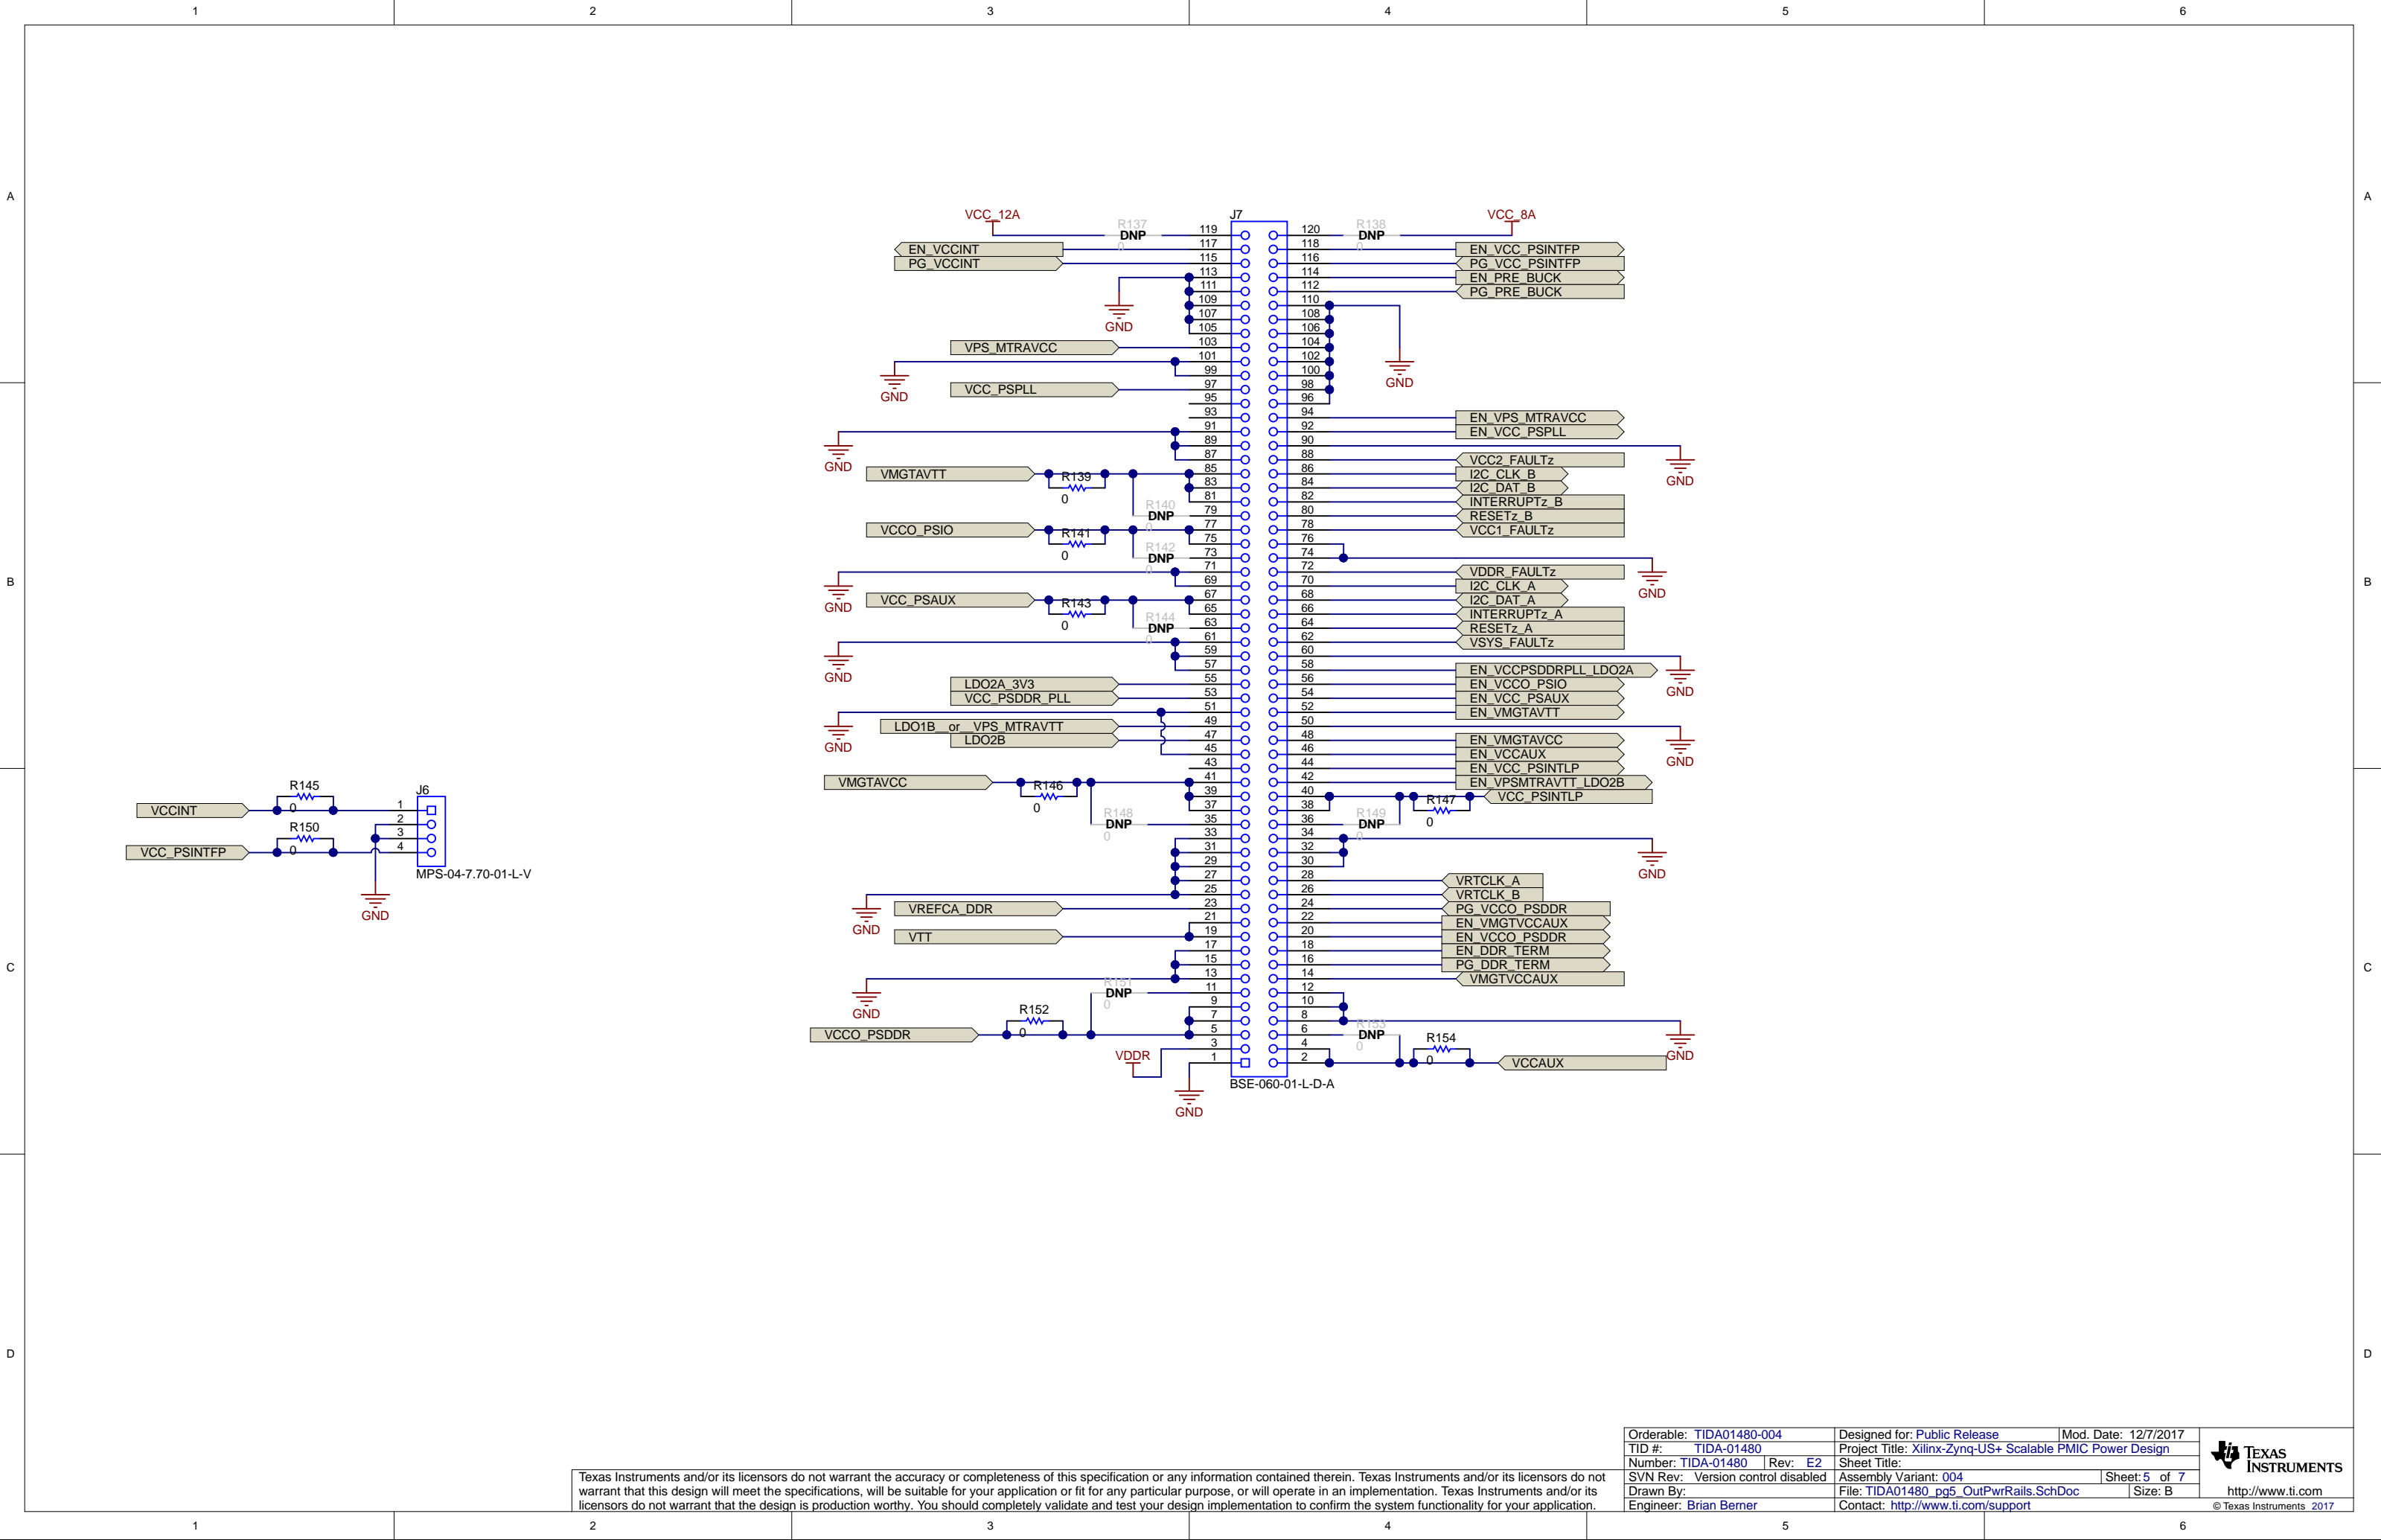 1 2 3 4 5 6
A A
VCC_12A J7 VCC_8A
R137 R138
119 120
DNP DNP
0 0
EN_VCCINT 117 118 EN_VCC_PSINTFP
PG_VCCINT 115 116 PG_VCC_PSINTFP
113 114 EN_PRE_BUCK
111 112 PG_PRE_BUCK
109 110
107 108
GND
105 106
VPS_MTRAVCC 103 104
101 102
99 100
GND
VCC_PSPLL 97 98
GND
95 96
93 94 EN_VPS_MTRAVCC
91 92 EN_VCC_PSPLL
89 90
GND
87 88 VCC2_FAULTz
VMGTAVTT R139 85 86 I2C_CLK_B
GND
83 84 I2C_DAT_B
0 81 82 INTERRUPTz_B
R140
DNP 79 80 RESETz_B
0
VCCO_PSIO R141 77 78 VCC1_FAULTz
75 76
R142
0 DNP 73 74
0
71 72 VDDR_FAULTz
69 70 I2C_CLK_A
GND GND
VCC_PSAUX R143 67 68 I2C_DAT_A
65 66 INTERRUPTz_A
R144
0 DNP 63 64 RESETz_A
0
61 62 VSYS_FAULTz
59 60
57 58 EN_VCCPSDDRPLL_LDO2A
GND
LDO2A_3V3 55 56 EN_VCCO_PSIO
GND
VCC_PSDDR_PLL 53 54 EN_VCC_PSAUX
51 52 EN_VMGTAVTT
LDO1B__or__VPS_MTRAVTT 49 50
LDO2B 47 48 EN_VMGTAVCC
GND
45 46 EN_VCCAUX
GND
43 44 EN_VCC_PSINTLP
VMGTAVCC R146 41 42 EN_VPSMTRAVTT_LDO2B
39 40 R147 VCC_PSINTLP
0 37 38
R148 R149
DNP 35 36 DNP 0
0 0
33 34
31 32
29 30
GND
27 28 VRTCLK_A
25 26 VRTCLK_B
VREFCA_DDR 23 24 PG_VCCO_PSDDR
GND
21 22 EN_VMGTVCCAUX
VTT 19 20 EN_VCCO_PSDDR
17 18 EN_DDR_TERM
15 16 PG_DDR_TERM
13 14 VMGTVCCAUX
R151
DNP 11 12
0
GND
R152 9 10
7 8
R153
VCCO_PSDDR 0 5 6 DNP R154
0
3 4
VDDR GND
1 2 0 VCCAUX
BSE-060-01-L-D-A
GND
B B
R145 J6
VCCINT 0 1
R150 2
3
VCC_PSINTFP 0 4
MPS-04-7.70-01-L-V
GND
C C
D D
Orderable: TIDA01480-004 Designed for: Public Release Mod. Date: 12/7/2017
TID #: TIDA-01480 Project Title: Xilinx-Zynq-US+ Scalable PMIC Power Design
Number: TIDA-01480 Rev: E2 Sheet Title:
SVN Rev: Version control disabled Assembly Variant: 004 Sheet: 5 of 7
Drawn By: File: TIDA01480_pg5_OutPwrRails.SchDoc Size: B
Engineer: Brian Berner Contact: http://www.ti.com/support
TEXAS
INSTRUMENTS
http://www.ti.com
© Texas Instruments 2017
Texas Instruments and/or its licensors do not warrant the accuracy or completeness of this specification or any information contained therein. Texas Instruments and/or its licensors do not
warrant that this design will meet the specifications, will be suitable for your application or fit for any particular purpose, or will operate in an implementation. Texas Instruments and/or its
licensors do not warrant that the design is production worthy. You should completely validate and test your design implementation to confirm the system functionality for your application.
1 2 3 4 5 6